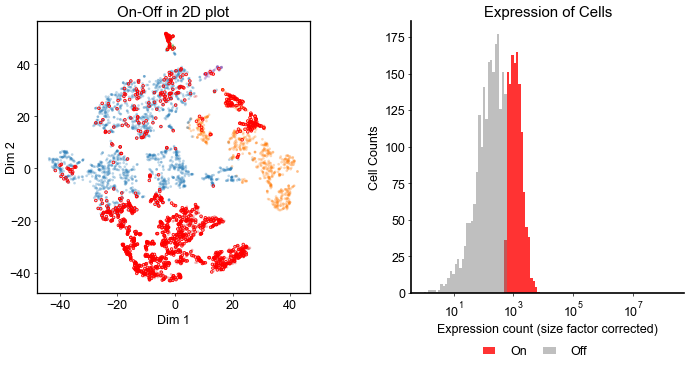 On-Off in 2D plot
40
20
0
−20
−40
−40
−20
0
20
40
Dim 2
Dim 1
Expression of Cells
175
150
125
100
75
50
25
0
10^1
10^3
10^5
10^7
Cell Counts
Expression count (size factor corrected)
On
Off